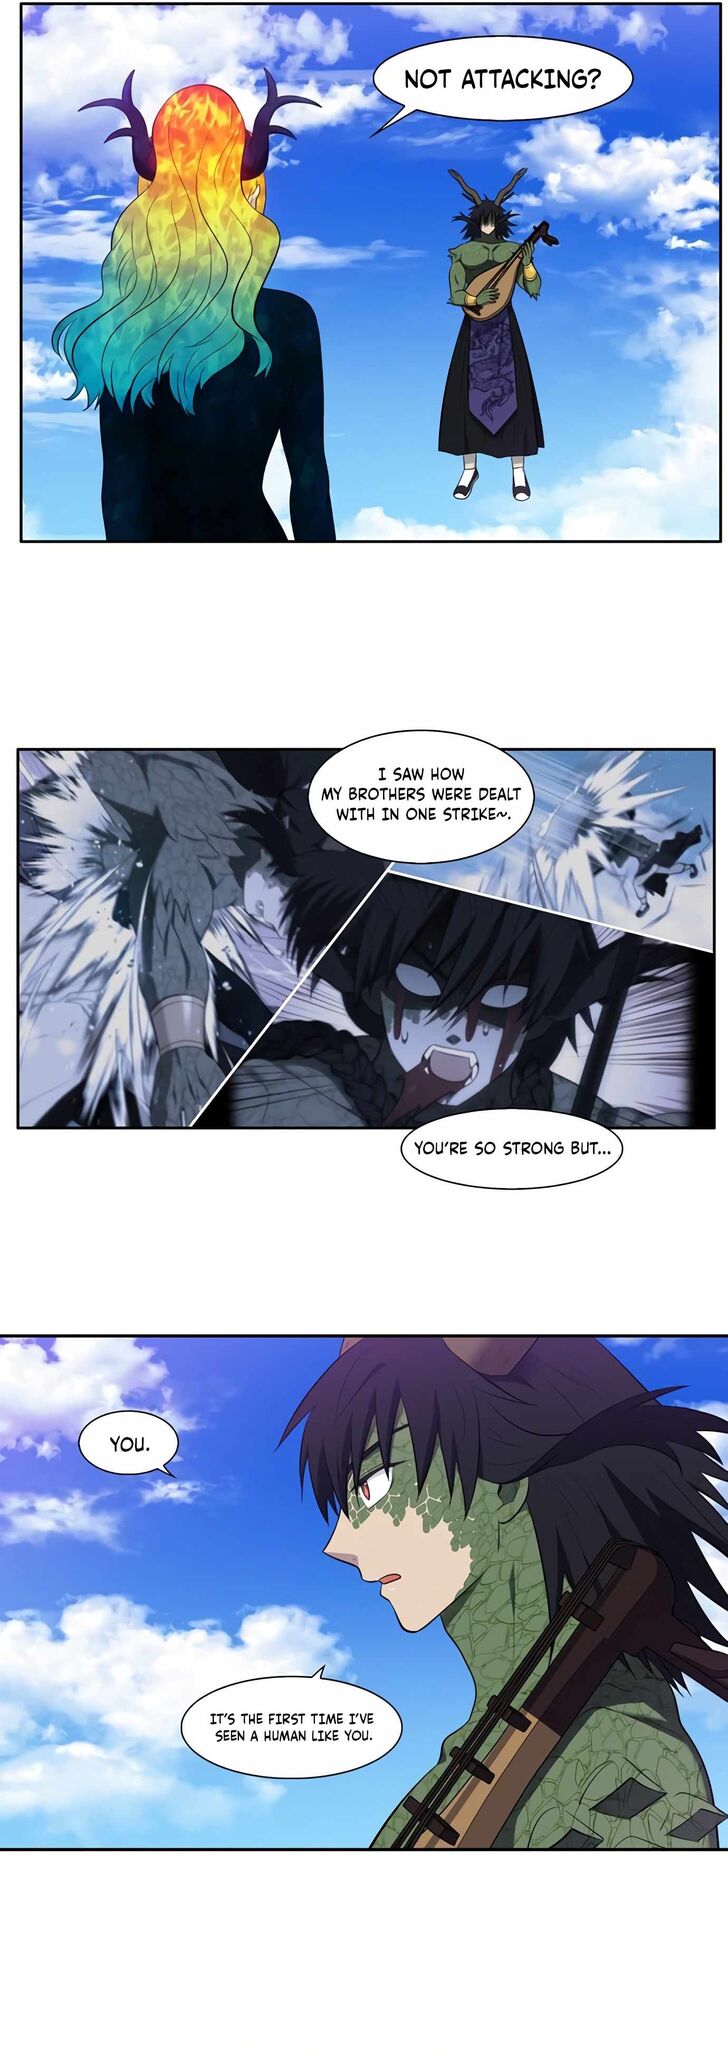 NOT ATTACKING?
I SAW HOW
MY BROTHERS WERE DEALT
WITH IN ONE STRIKE~.
YOU'RE SO STRONG BUT...
YOU.
IT'S THE FIRST TIME I'VE
SEEN A HUMAN LIKE YOU.